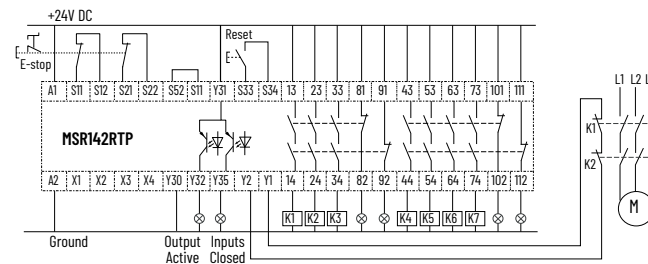 +24V DC
Reset
E-stop
A1 S11 S12 S21 S22 S52 S11 Y31 S33 S34 13 23 33 81 91 43 53 63 73 101 111
L1 L2 L
MSR142RTP
K1
K2
A2 X1 X2 X3 X4 Y30 Y32 Y35 Y2 Y1 14 24 34 82 92 44 54 64 74 102 112
K1 K2 K3 K4 K5 K6 K7
M
Ground
Output Active
Inputs Closed